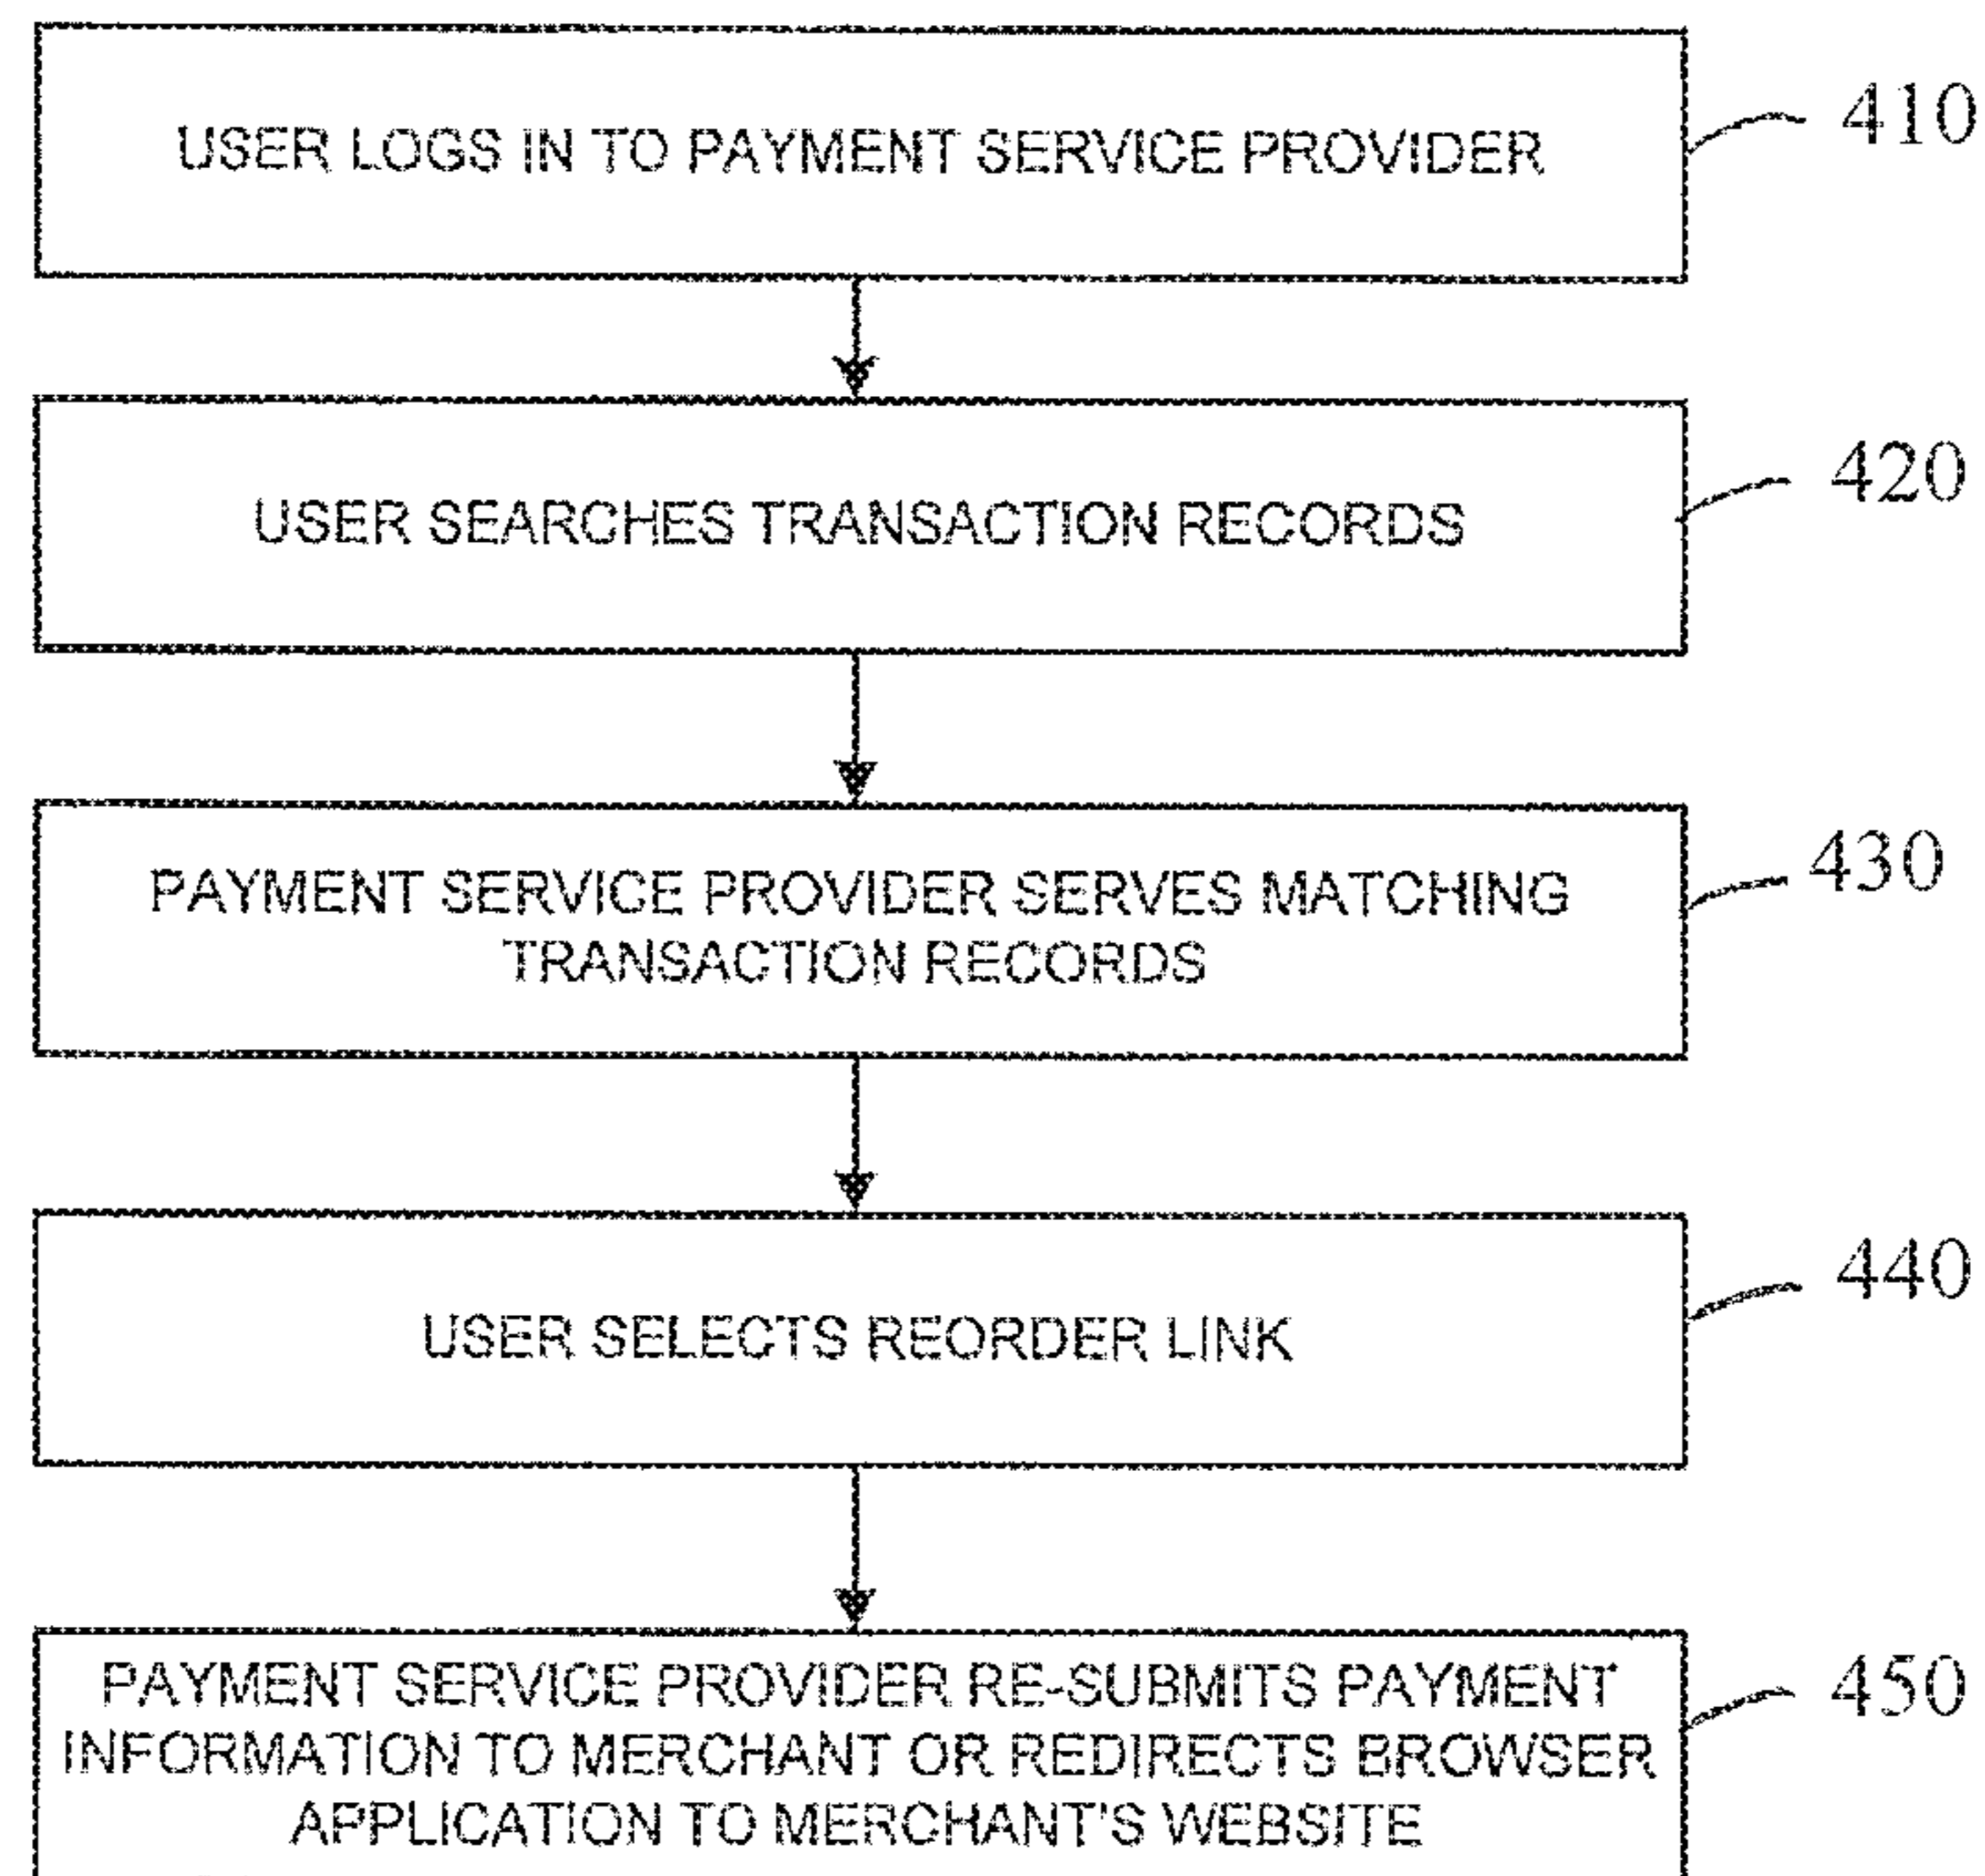 USER LOGS IN TO PAYMENT SERVICE PROVIDER
410
USER SEARCHES TRANSACTION RECORDS
420
PAYMENT SERVICE PROVIDER SERVES MATCHING
TRANSACTION RECORDS
430
USER SELECTS REORDER LINK
440
PAYMENT SERVICE PROVIDER RE-SUBMITS PAYMENT
INFORMATION TO MERCHANT OR REDIRECTS BROWSER
APPLICATION TO MERCHANT'S WEBSITE
450